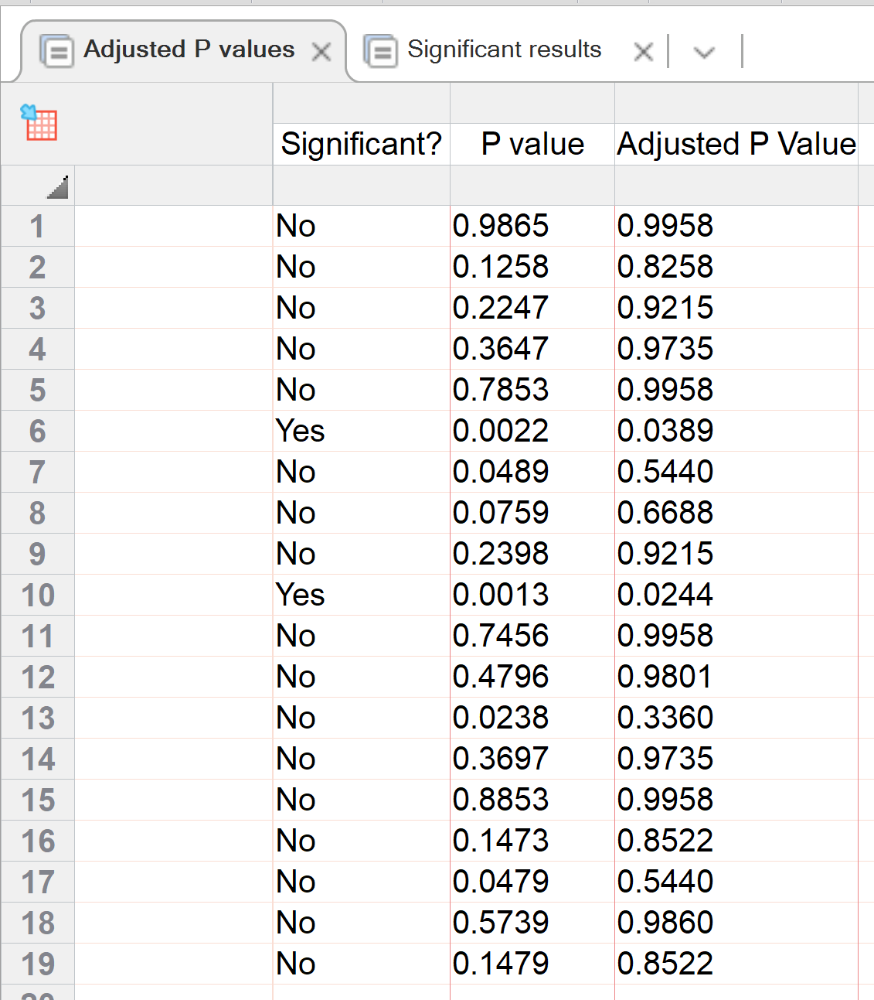 Adjusted P values Significant results
Significant? P value Adjusted P Value
1 No 0.9865 0.9958
2 No 0.1258 0.8258
3 No 0.2247 0.9215
4 No 0.3647 0.9735
5 No 0.7853 0.9958
6 Yes 0.0022 0.0389
7 No 0.0489 0.5440
8 No 0.0759 0.6688
9 No 0.2398 0.9215
10 Yes 0.0013 0.0244
11 No 0.7456 0.9958
12 No 0.4796 0.9801
13 No 0.0238 0.3360
14 No 0.3697 0.9735
15 No 0.8853 0.9958
16 No 0.1473 0.8522
17 No 0.0479 0.5440
18 No 0.5739 0.9860
19 No 0.1479 0.8522